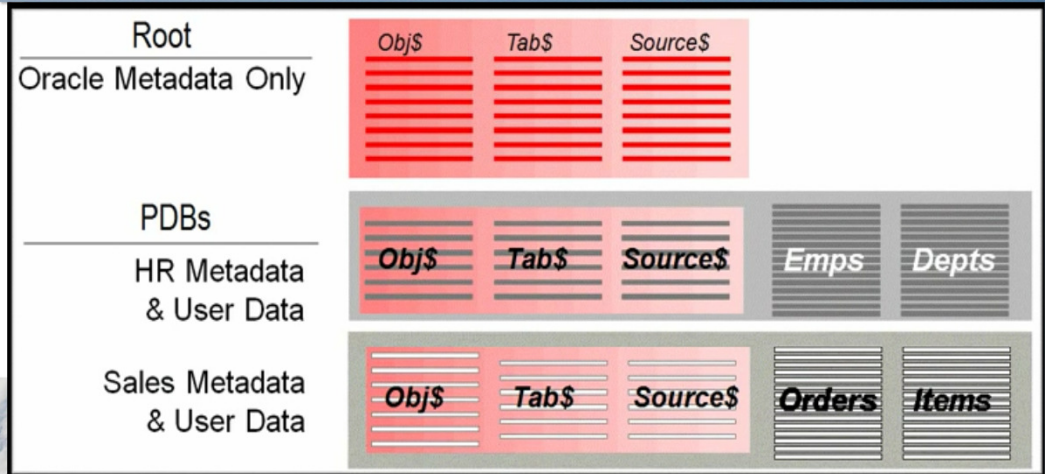 Root
Oracle Metadata Only
Obj$ Tab$ Source$
PDBs
HR Metadata
& User Data
Obj$ Tab$ Source$ Emps Depts
Sales Metadata
& User Data
Obj$ Tab$ Source$ Orders Items